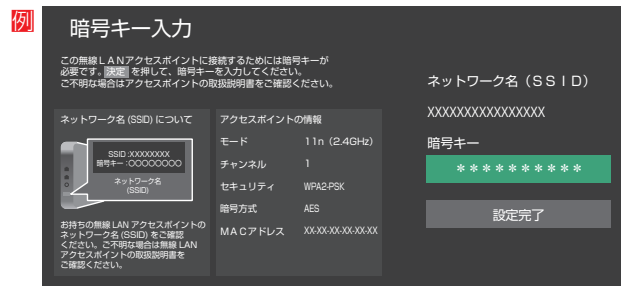 例
暗号キー入力
この無線LANアクセスポイントに接続するためには暗号キーが
必要です。決定 を押して、暗号キーを入力してください。
ご不明な場合はアクセスポイントの取扱説明書をご確認ください。
ネットワーク名 (SSID) について
SSID :XXXXXXXX
暗号キー :OOOOOOOO
ネットワーク名
(SSID)
お持ちの無線 LAN アクセスポイントの
ネットワーク名 (SSID) をご確認
ください。ご不明な場合は無線 LAN
アクセスポイントの取扱説明書を
ご確認ください。
アクセスポイントの情報
モード 11n (2.4GHz)
チャンネル 1
セキュリティ WPA2-PSK
暗号方式 AES
MACアドレス XX-XX-XX-XX-XX-XX
ネットワーク名(SSID)
XXXXXXXXXXXXXXXX
暗号キー
**********
設定完了